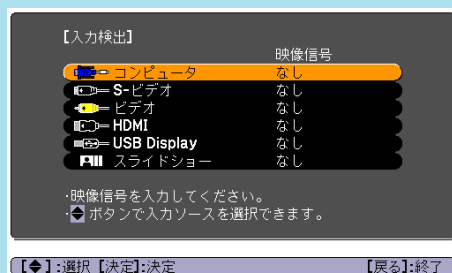 【入力検出】
映像信号
コンピュータ なし
S-ビデオ なし
ビデオ なし
HDMI なし
USB Display なし
スライドショー なし
・映像信号を入力してください。
・◆ボタンで入力ソースを選択できます。
【◆】:選択 【決定】:決定 【戻る】:終了